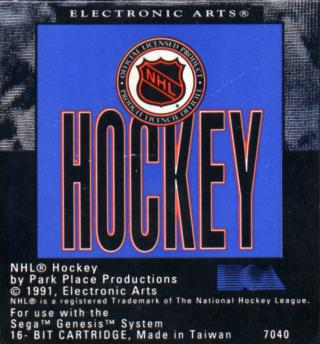 ELECTRONIC ARTS®
• OFFICIAL LICENSED PRODUCT •
NHL
PRODUIT LICENCIÉ OFFICIEL
HOCKEY
NHL® Hockey
by Park Place Productions
© 1991, Electronic Arts
NHL® is a registered Trademark of The National Hockey League.
For use with the
Sega™ Genesis™ System
16- BIT CARTRIDGE, Made in Taiwan 7040